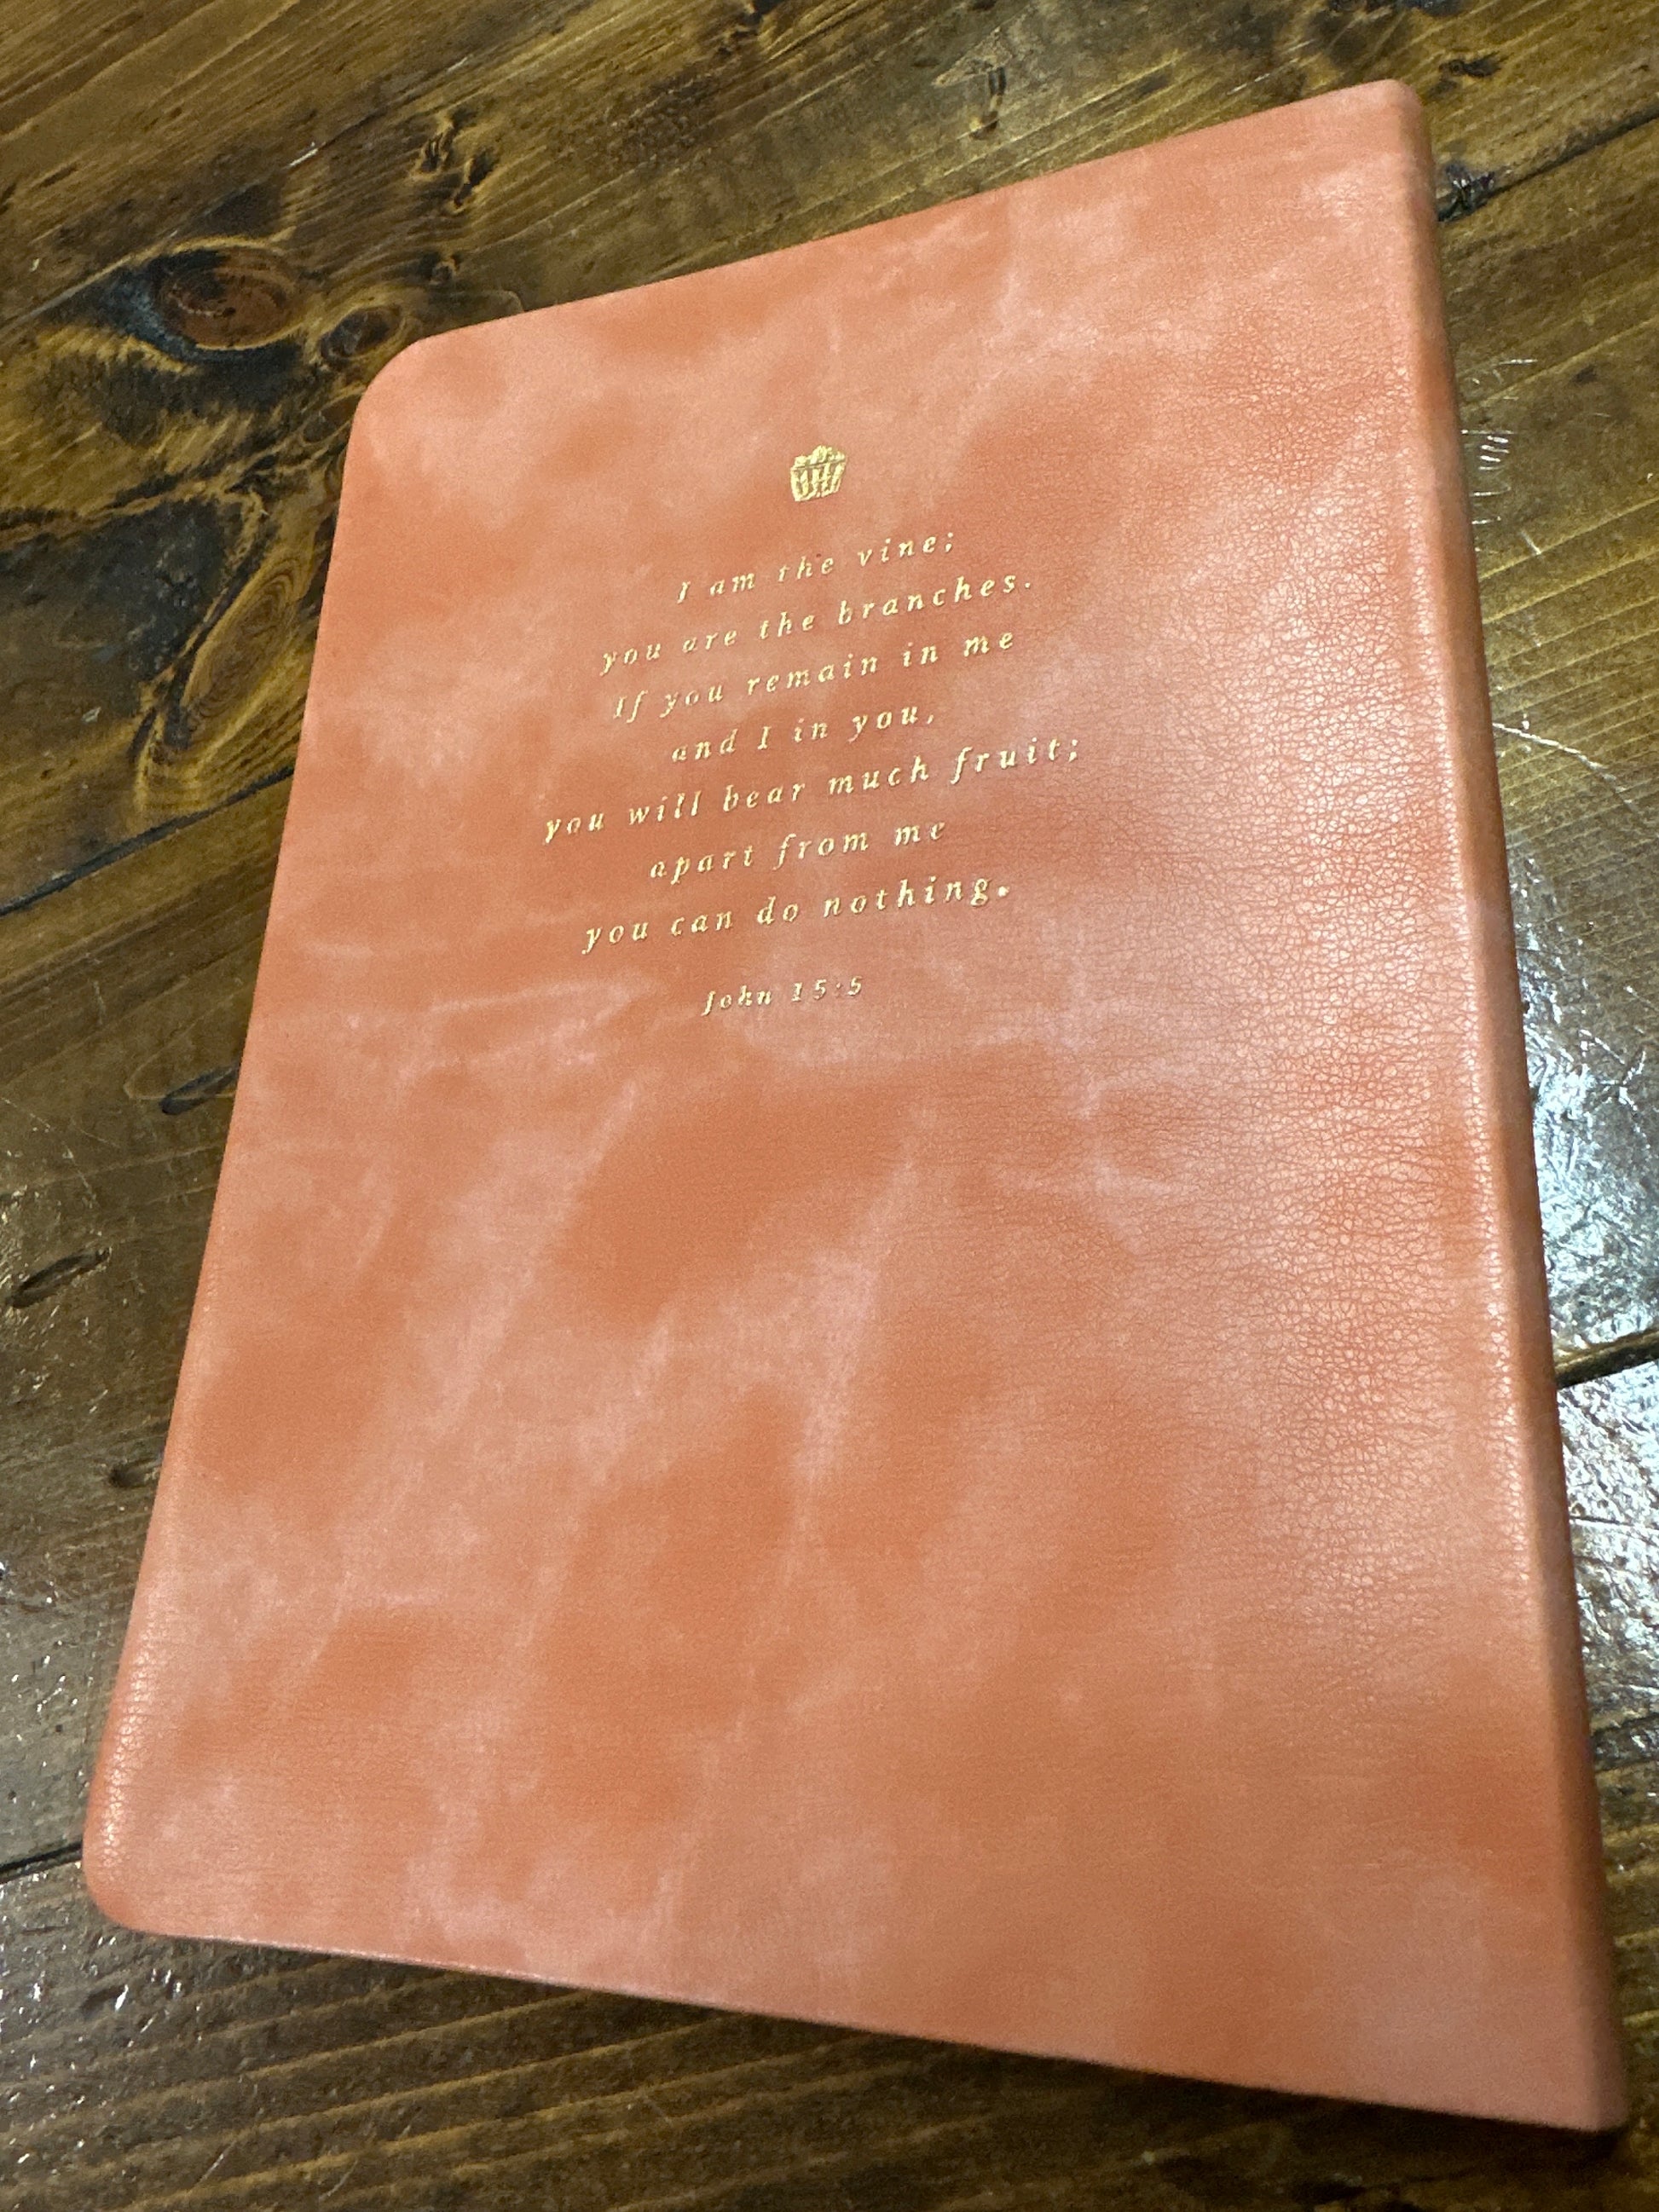 I am the vine;
you are the branches.
If you remain in me
and I in you,
you will bear much fruit;
apart from me
you can do nothing.
John 15:5